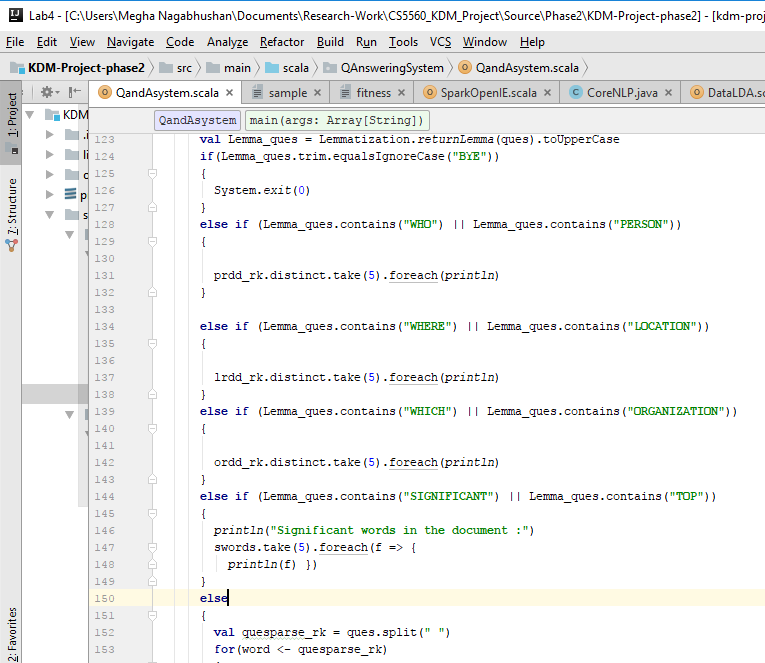 Lab4 - [C:\Users\Megha Nagabhushan\Documents\Research-Work\CS5560_KDM_Project\Source\Phase2\KDM-Project-phase2] - [kdm-proj
File Edit View Navigate Code Analyze Refactor Build Run Tools VCS Window Help
KDM-Project-phase2 src main scala QAnsweringSystem QandAsystem.scala
1: Project
7: Structure
2: Favorites
KDM
QandAsystem.scala sample fitness SparkOpenIE.scala CoreNLP.java DataLDA.sc
QandAsystem main(args: Array[String])
123 val Lemma_ques = Lemmatization.returnLemma(ques).toUpperCase
124 if(Lemma_ques.trim.equalsIgnoreCase("BYE"))
125 {
126 System.exit(0)
127 }
128 else if (Lemma_ques.contains("WHO") || Lemma_ques.contains("PERSON"))
129 {
130
131 prdd_rk.distinct.take(5).foreach(println)
132 }
133
134 else if (Lemma_ques.contains("WHERE") || Lemma_ques.contains("LOCATION"))
135 {
136
137 lrdd_rk.distinct.take(5).foreach(println)
138 }
139 else if (Lemma_ques.contains("WHICH") || Lemma_ques.contains("ORGANIZATION"))
140 {
141
142 ordd_rk.distinct.take(5).foreach(println)
143 }
144 else if (Lemma_ques.contains("SIGNIFICANT") || Lemma_ques.contains("TOP"))
145 {
146 println("Significant words in the document :")
147 swords.take(5).foreach(f => {
148 println(f) })
149 }
150 else
151 {
152 val quesparse_rk = ques.split(" ")
153 for(word <- quesparse_rk)